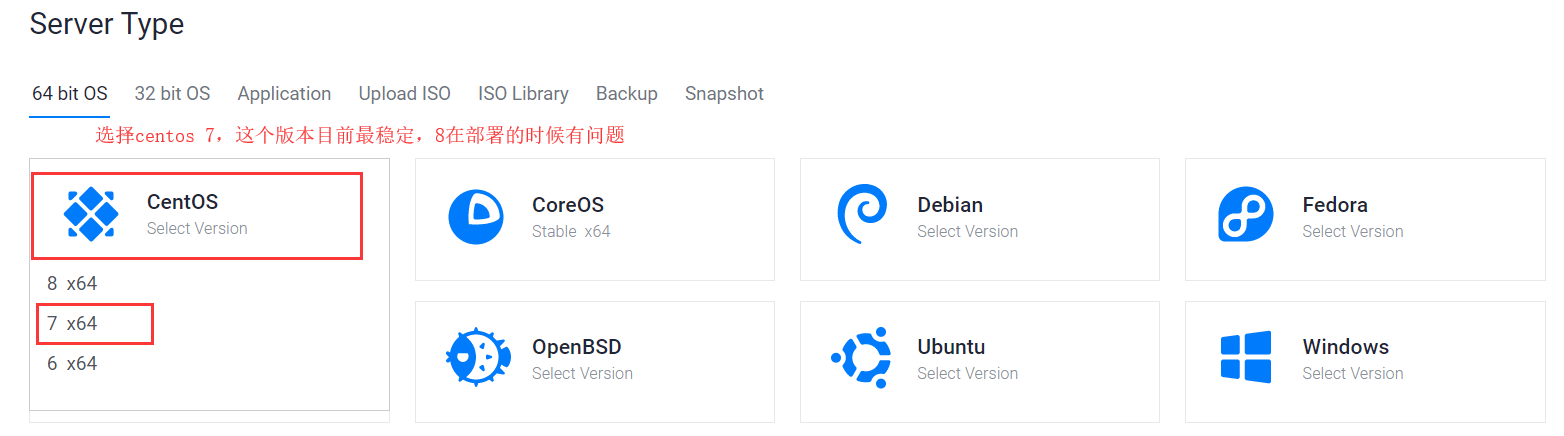 Server Type
64 bit OS 32 bit OS Application Upload ISO ISO Library Backup Snapshot
选择centos 7，这个版本目前最稳定，8在部署的时候有问题
CentOS
Select Version
8 x64
7 x64
6 x64
CoreOS
Stable x64
Debian
Select Version
Fedora
Select Version
OpenBSD
Select Version
Ubuntu
Select Version
Windows
Select Version